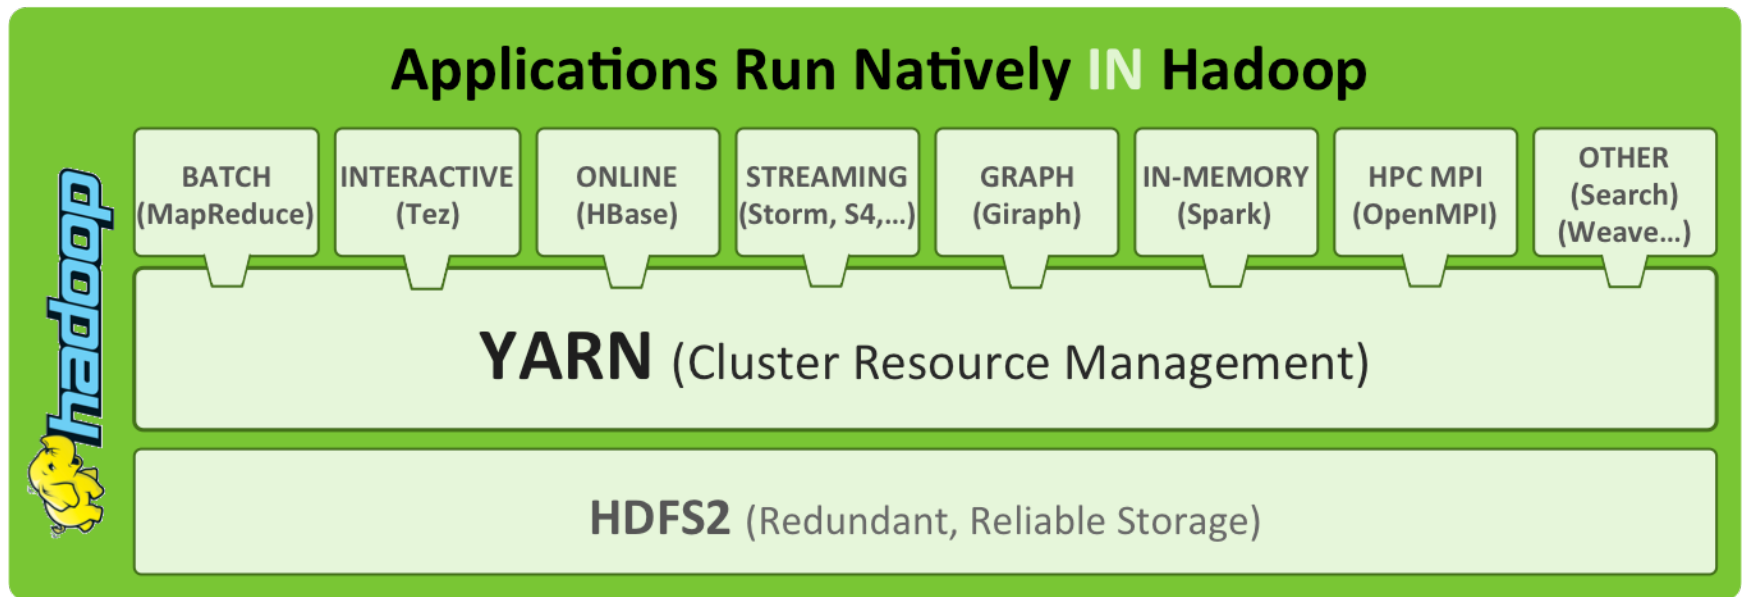 Applications Run Natively IN Hadoop
hadoop
BATCH
(MapReduce)
INTERACTIVE
(Tez)
ONLINE
(HBase)
STREAMING
(Storm, S4,...)
GRAPH
(Giraph)
IN-MEMORY
(Spark)
HPC MPI
(OpenMPI)
OTHER
(Search)
(Weave...)
YARN (Cluster Resource Management)
HDFS2 (Redundant, Reliable Storage)